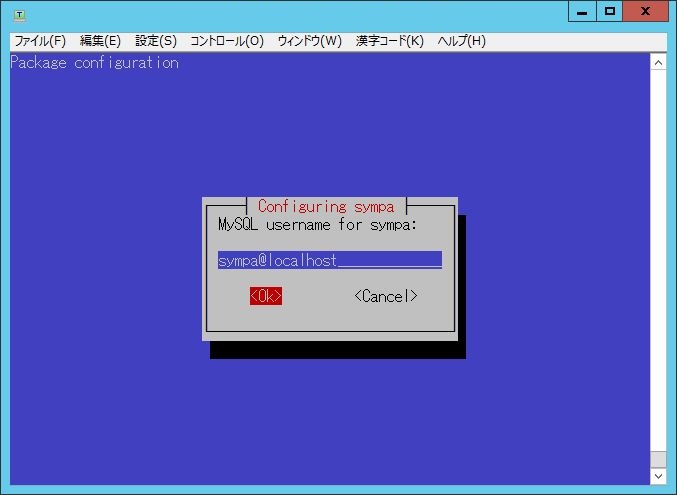 ファイル(F) 編集(E) 設定(S) コントロール(O) ウィンドウ(W) 漢字コード(K) ヘルプ(H)
Package configuration
Configuring sympa
MySQL username for sympa:
sympa@localhost
<Ok> <Cancel>